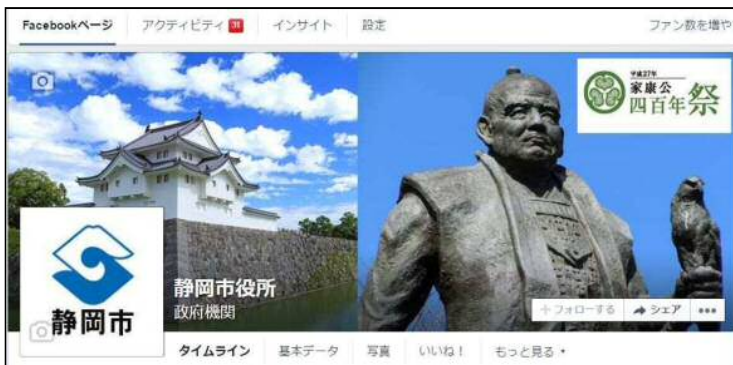 Facebookページ アクティビティ 31 インサイト 設定 ファン数を増や
平成27年
家康公
四百年祭
静岡市役所
政府機関
静岡市
+フォローする シェア •••
タイムライン 基本データ 写真 いいね! もっと見る